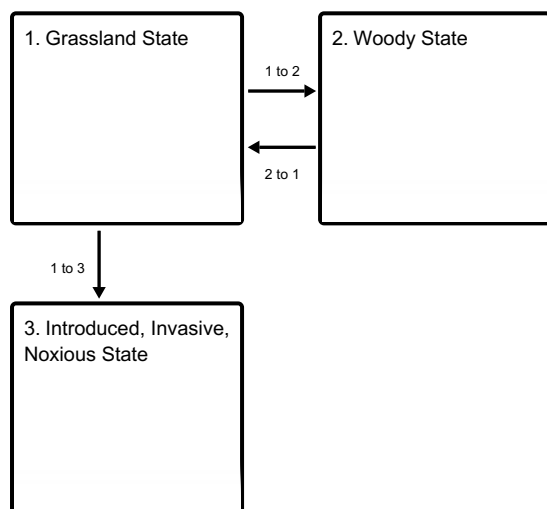 1. Grassland State
2. Woody State
1 to 2
2 to 1
1 to 3
3. Introduced, Invasive,
Noxious State